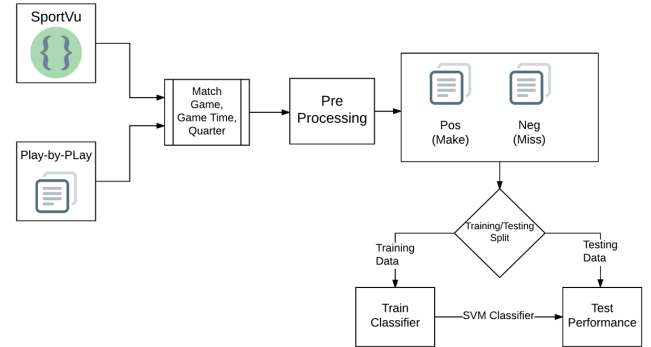 SportVu
{ }
Play-by-PLay
Match
Game,
Game Time,
Quarter
Pre
Processing
Pos
(Make)
Neg
(Miss)
Training/Testing
Split
Training
Data
Testing
Data
Train
Classifier
SVM Classifier
Test
Performance